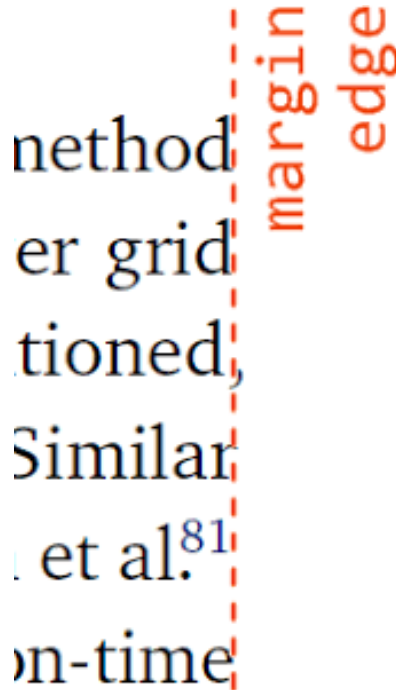 margin
edge
nethod
er grid
tioned,
Similar
et al.81
on-time